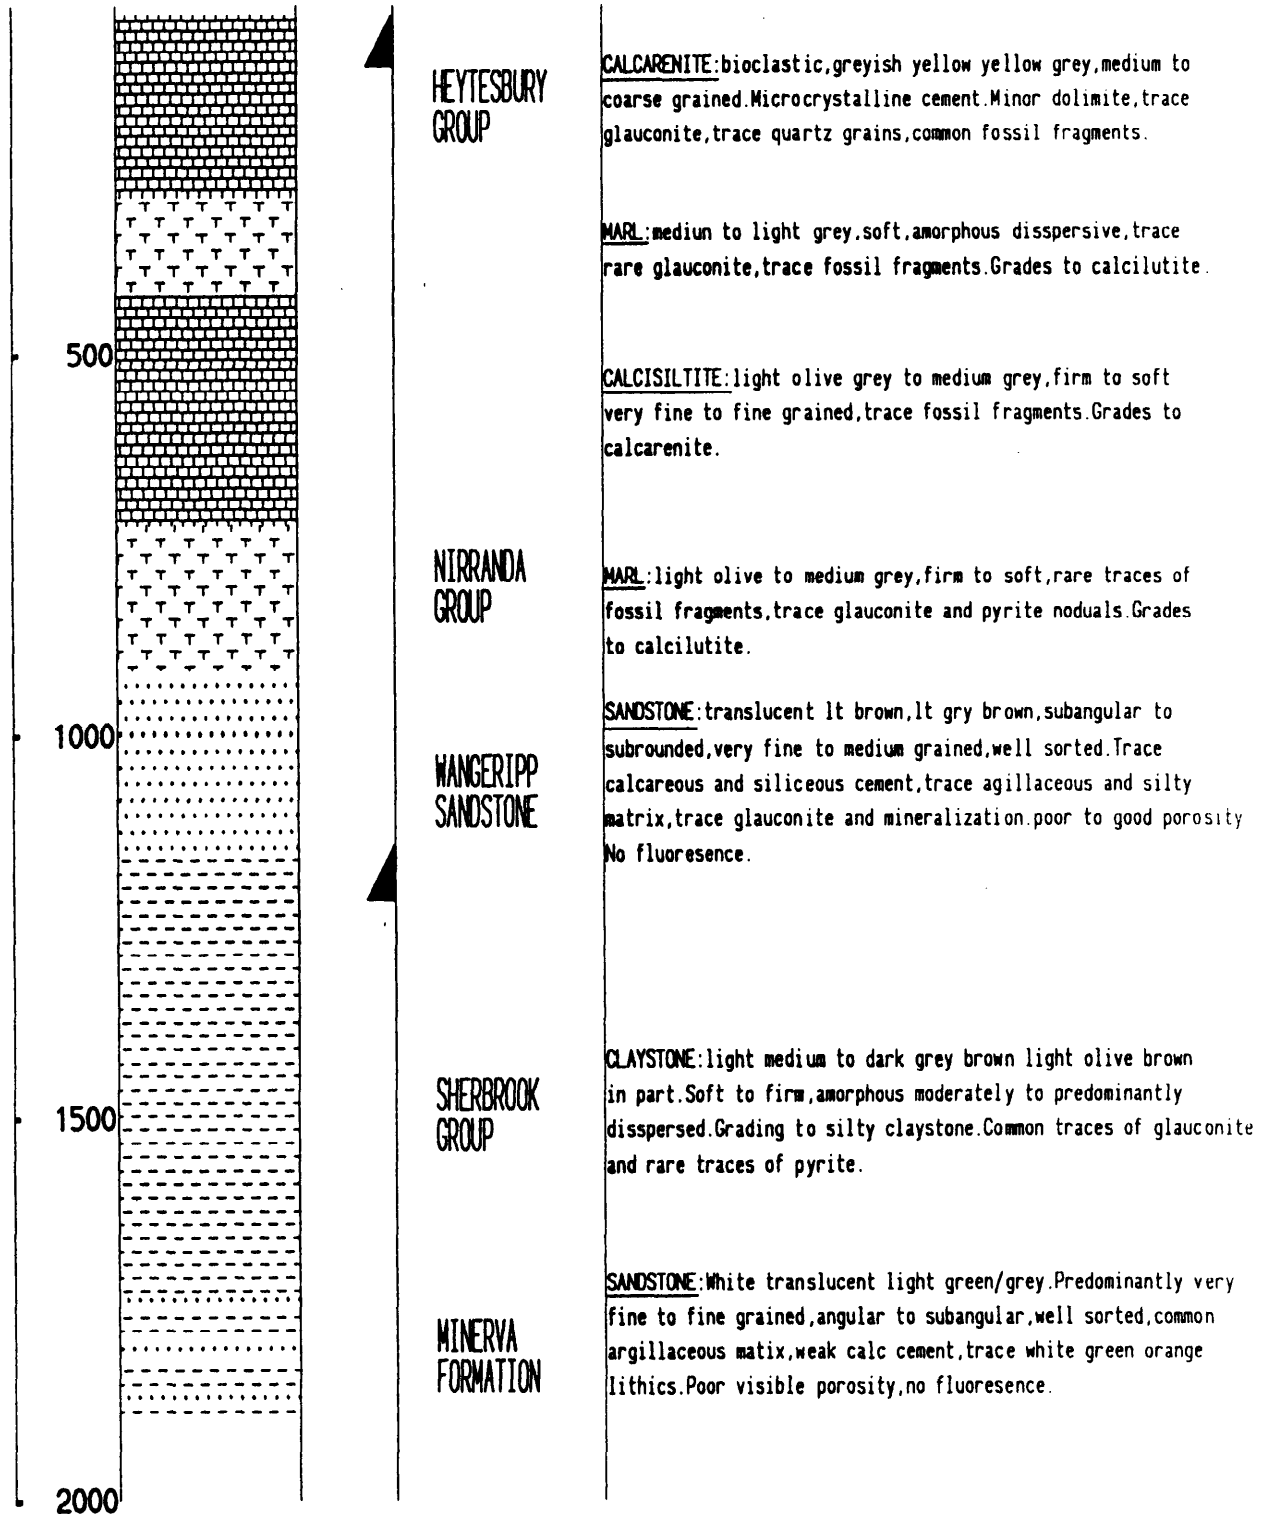 HEYTESBURY
GROUP
CALCARENITE:bioclastic,greyish yellow yellow grey,medium to
coarse grained.Microcrystalline cement.Minor dolimite,trace
glauconite,trace quartz grains,common fossil fragments.
MARL:mediun to light grey,soft,amorphous disspersive,trace
rare glauconite,trace fossil fragments.Grades to calcilutite.
500
CALCISILTITE:light olive grey to medium grey,firm to soft
very fine to fine grained,trace fossil fragments.Grades to
calcarenite.
NIRRANDA
GROUP
MARL:light olive to medium grey,firm to soft,rare traces of
fossil fragments,trace glauconite and pyrite noduals.Grades
to calcilutite.
1000
WANGERIPP
SANDSTONE
SANDSTONE:translucent lt brown,lt gry brown,subangular to
subrounded,very fine to medium grained,well sorted.Trace
calcareous and siliceous cement,trace agillaceous and silty
matrix,trace glauconite and mineralization.poor to good porosity
No fluoresence.
1500
SHERBROOK
GROUP
CLAYSTONE:light medium to dark grey brown light olive brown
in part.Soft to firm,amorphous moderately to predominantly
disspersed.Grading to silty claystone.Common traces of glauconite
and rare traces of pyrite.
MINERVA
FORMATION
SANDSTONE:White translucent light green/grey.Predominantly very
fine to fine grained,angular to subangular,well sorted,common
argillaceous matix,weak calc cement,trace white green orange
lithics.Poor visible porosity,no fluoresence.
2000